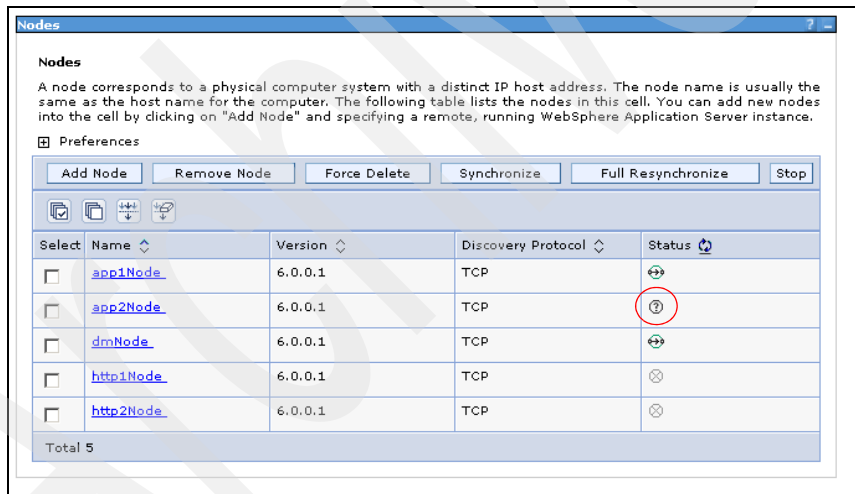 Nodes ? –
Nodes
A node corresponds to a physical computer system with a distinct IP host address. The node name is usually the
same as the host name for the computer. The following table lists the nodes in this cell. You can add new nodes
into the cell by clicking on "Add Node" and specifying a remote, running WebSphere Application Server instance.
+ Preferences
Add Node Remove Node Force Delete Synchronize Full Resynchronize Stop
Select Name Version Discovery Protocol Status
app1Node 6.0.0.1 TCP
app2Node 6.0.0.1 TCP ?
dmNode 6.0.0.1 TCP
http1Node 6.0.0.1 TCP
http2Node 6.0.0.1 TCP
Total 5